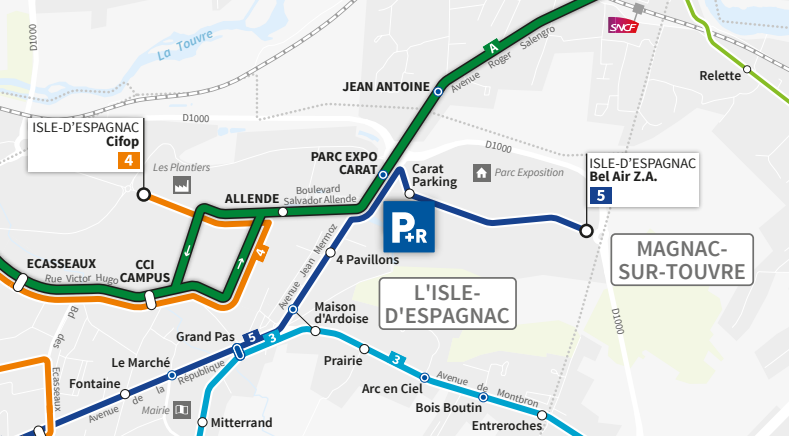 D1000
La Touvre
A
Avenue Roger Salengro
SNCF
Relette
JEAN ANTOINE
D1000
ISLE-D'ESPAGNAC
Cifop
4
Les Plantiers
PARC EXPO
CARAT
Carat
Parking
D1000
Parc Exposition
ISLE-D'ESPAGNAC
Bel Air Z.A.
5
ALLENDE
Boulevard
Salvador Allende
P+R
MAGNAC-
SUR-TOUVRE
ECASSEAUX
Rue Victor Hugo
CCI
CAMPUS
4
Avenue Jean Mermoz
4 Pavillons
L'ISLE-
D'ESPAGNAC
D1000
Bd des Ecasseaux
Maison
d'Ardoise
Grand Pas
5
3
Prairie
3
Le Marché
Arc en Ciel
Avenue de Montbron
Fontaine
Avenue de la République
Bois Boutin
Mairie
Mitterrand
Entreroches